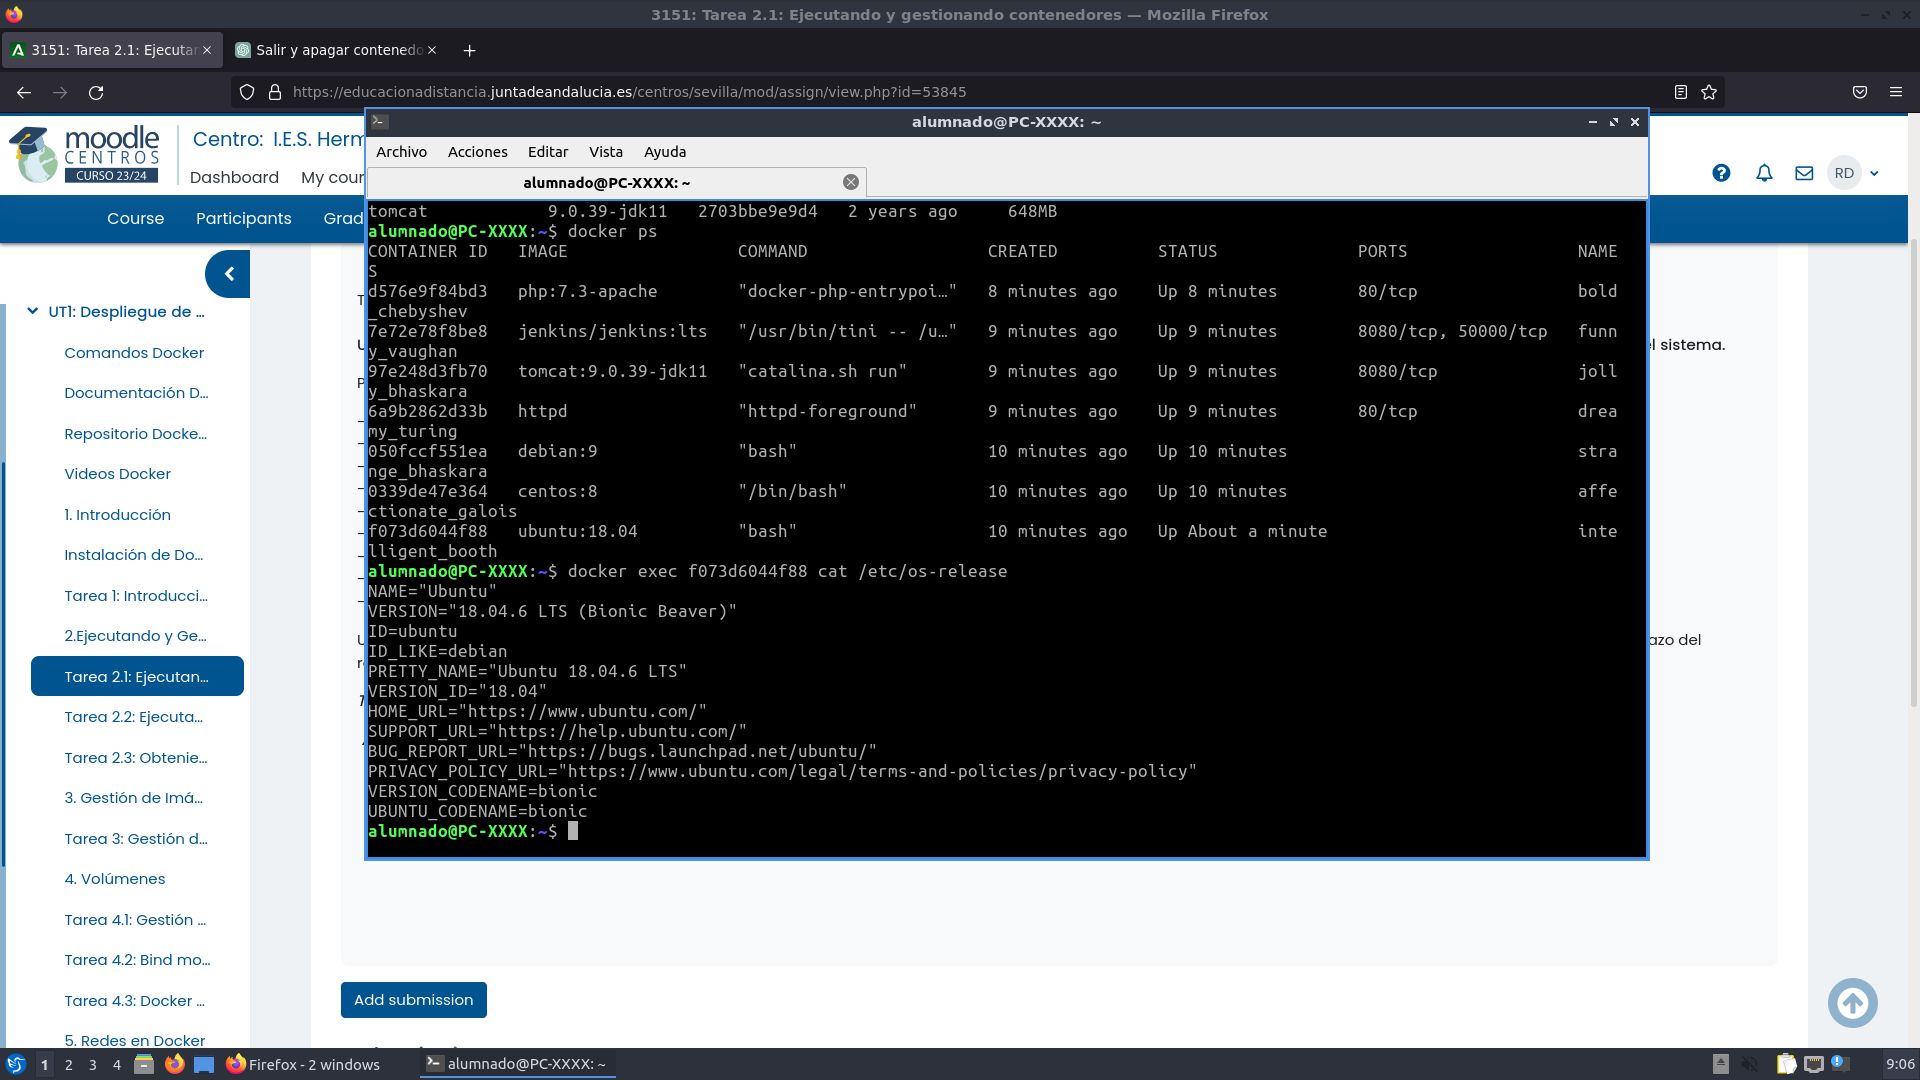 3151: Tarea 2.1: Ejecutando y gestionando contenedores — Mozilla Firefox
3151: Tarea 2.1: Ejecutar
Salir y apagar contenedo
https://educacionadistancia.juntadeandalucia.es/centros/sevilla/mod/assign/view.php?id=53845
moodle
CENTROS
CURSO 23/24
Centro: I.E.S. Herm
Dashboard My cour
RD
Course Participants Grad
UT1: Despliegue de ...
Comandos Docker
Documentación D...
Repositorio Docke...
Videos Docker
1. Introducción
Instalación de Do...
Tarea 1: Introducci...
2.Ejecutando y Ge...
Tarea 2.1: Ejecutan...
Tarea 2.2: Ejecuta...
Tarea 2.3: Obtenie...
3. Gestión de Imá...
Tarea 3: Gestión d...
4. Volúmenes
Tarea 4.1: Gestión ...
Tarea 4.2: Bind mo...
Tarea 4.3: Docker ...
5. Redes en Docker
alumnado@PC-XXXX: ~
Archivo Acciones Editar Vista Ayuda
alumnado@PC-XXXX: ~
tomcat 9.0.39-jdk11 2703bbe9e9d4 2 years ago 648MB
alumnado@PC-XXXX:~$ docker ps
CONTAINER ID IMAGE COMMAND CREATED STATUS PORTS NAME
S
d576e9f84bd3 php:7.3-apache "docker-php-entrypoi…" 8 minutes ago Up 8 minutes 80/tcp bold
_chebyshev
7e72e78f8be8 jenkins/jenkins:lts "/usr/bin/tini -- /u…" 9 minutes ago Up 9 minutes 8080/tcp, 50000/tcp funn
y_vaughan
97e248d3fb70 tomcat:9.0.39-jdk11 "catalina.sh run" 9 minutes ago Up 9 minutes 8080/tcp joll
y_bhaskara
6a9b2862d33b httpd "httpd-foreground" 9 minutes ago Up 9 minutes 80/tcp drea
my_turing
050fccf551ea debian:9 "bash" 10 minutes ago Up 10 minutes stra
nge_bhaskara
0339de47e364 centos:8 "/bin/bash" 10 minutes ago Up 10 minutes affe
ctionate_galois
f073d6044f88 ubuntu:18.04 "bash" 10 minutes ago Up About a minute inte
lligent_booth
alumnado@PC-XXXX:~$ docker exec f073d6044f88 cat /etc/os-release
NAME="Ubuntu"
VERSION="18.04.6 LTS (Bionic Beaver)"
ID=ubuntu
ID_LIKE=debian
PRETTY_NAME="Ubuntu 18.04.6 LTS"
VERSION_ID="18.04"
HOME_URL="https://www.ubuntu.com/"
SUPPORT_URL="https://help.ubuntu.com/"
BUG_REPORT_URL="https://bugs.launchpad.net/ubuntu/"
PRIVACY_POLICY_URL="https://www.ubuntu.com/legal/terms-and-policies/privacy-policy"
VERSION_CODENAME=bionic
UBUNTU_CODENAME=bionic
alumnado@PC-XXXX:~$
el sistema.
azo del
Add submission
1 2 3 4 Firefox - 2 windows alumnado@PC-XXXX: ~ 9:06